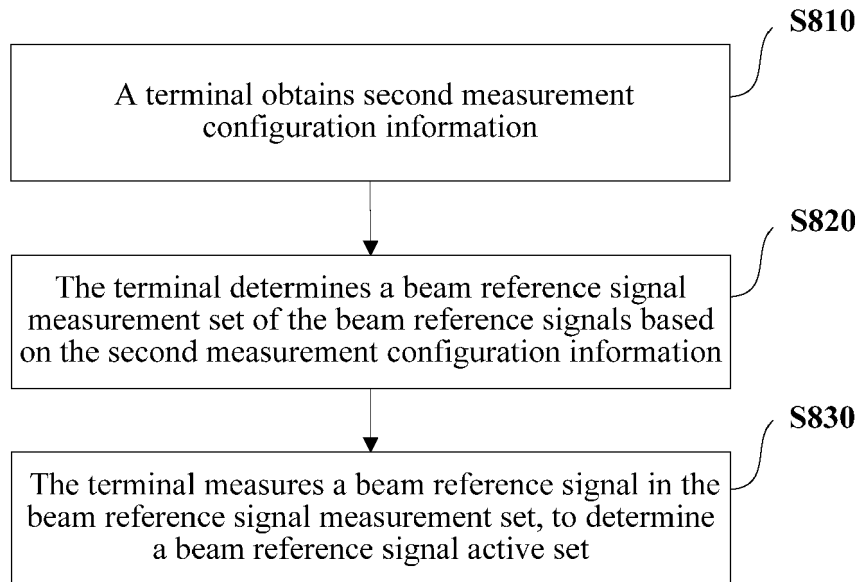 S810
A terminal obtains second measurement
configuration information
S820
The terminal determines a beam reference signal
measurement set of the beam reference signals based
on the second measurement configuration information
S830
The terminal measures a beam reference signal in the
beam reference signal measurement set, to determine
a beam reference signal active set